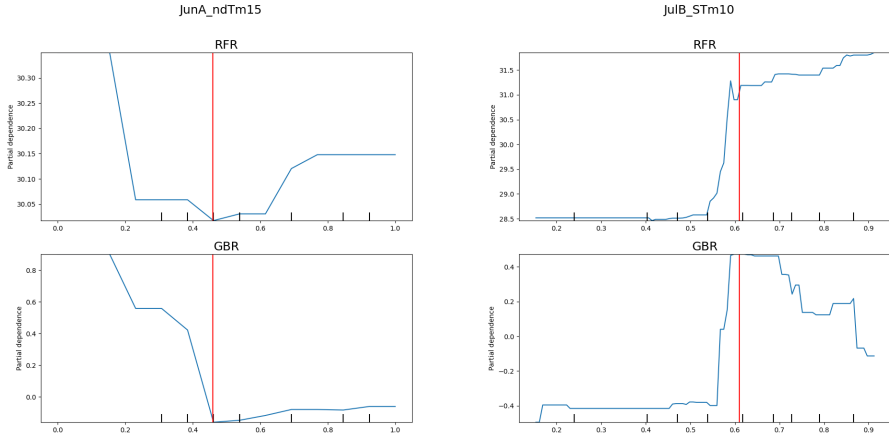 JunA_ndTm15
RFR
Partial dependence
30.30
30.25
30.20
30.15
30.10
30.05
0.0 0.2 0.4 0.6 0.8 1.0
GBR
Partial dependence
0.8
0.6
0.4
0.2
0.0
0.0 0.2 0.4 0.6 0.8 1.0
JulB_STm10
RFR
Partial dependence
31.5
31.0
30.5
30.0
29.5
29.0
28.5
0.2 0.3 0.4 0.5 0.6 0.7 0.8 0.9
GBR
Partial dependence
0.4
0.2
0.0
−0.2
−0.4
0.2 0.3 0.4 0.5 0.6 0.7 0.8 0.9